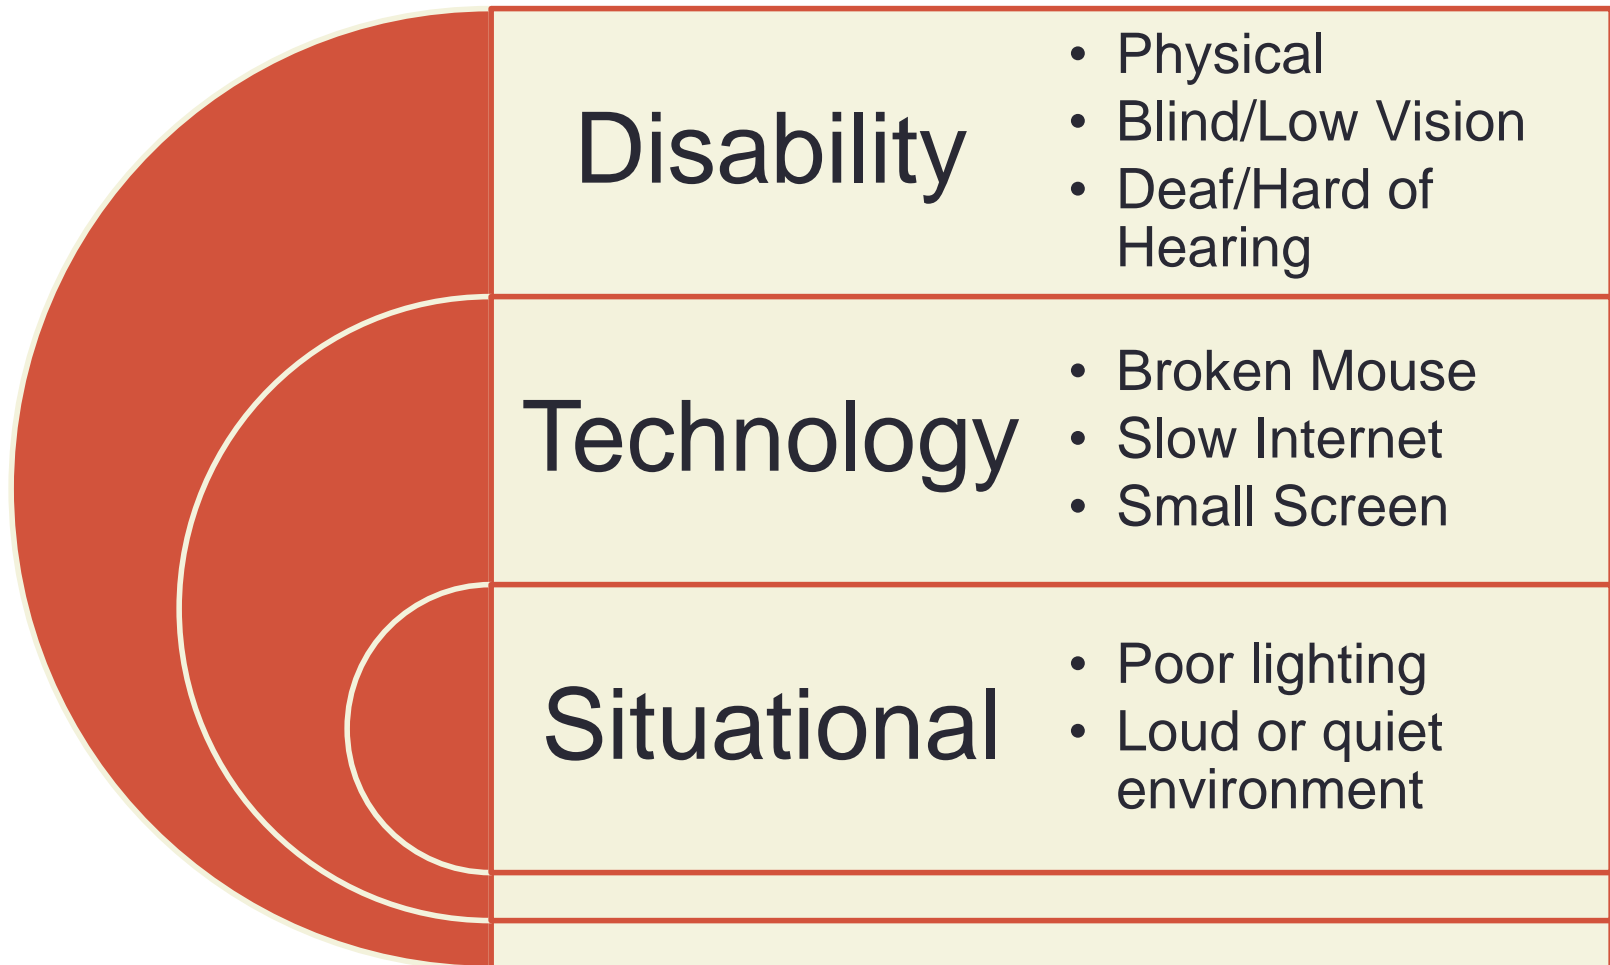 Disability
• Physical
• Blind/Low Vision
• Deaf/Hard of
Hearing
Technology
• Broken Mouse
• Slow Internet
• Small Screen
Situational
• Poor lighting
• Loud or quiet
environment